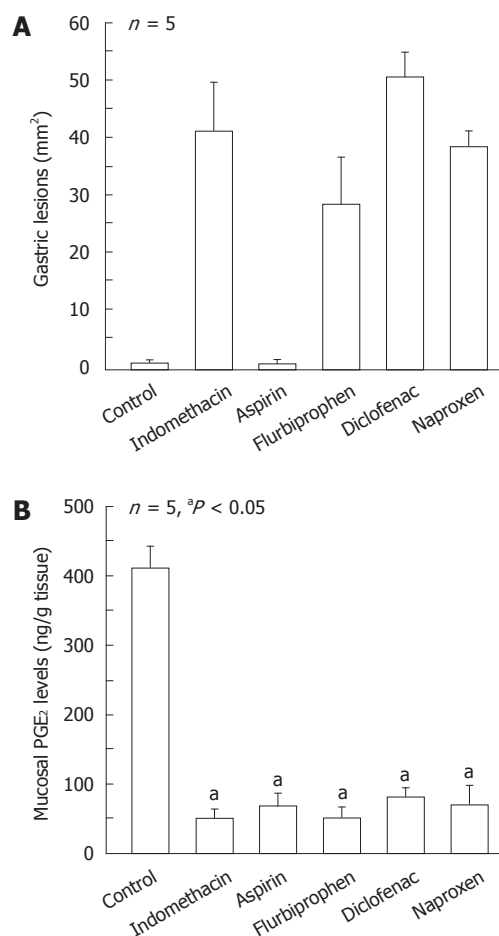 A
n = 5
Gastric lesions (mm²)
60
50
40
30
20
10
0
Control
Indomethacin
Aspirin
Flurbiprophen
Diclofenac
Naproxen
B
n = 5, ᵃP < 0.05
Mucosal PGE₂ levels (ng/g tissue)
500
400
300
200
100
0
a a a a a
Control
Indomethacin
Aspirin
Flurbiprophen
Diclofenac
Naproxen